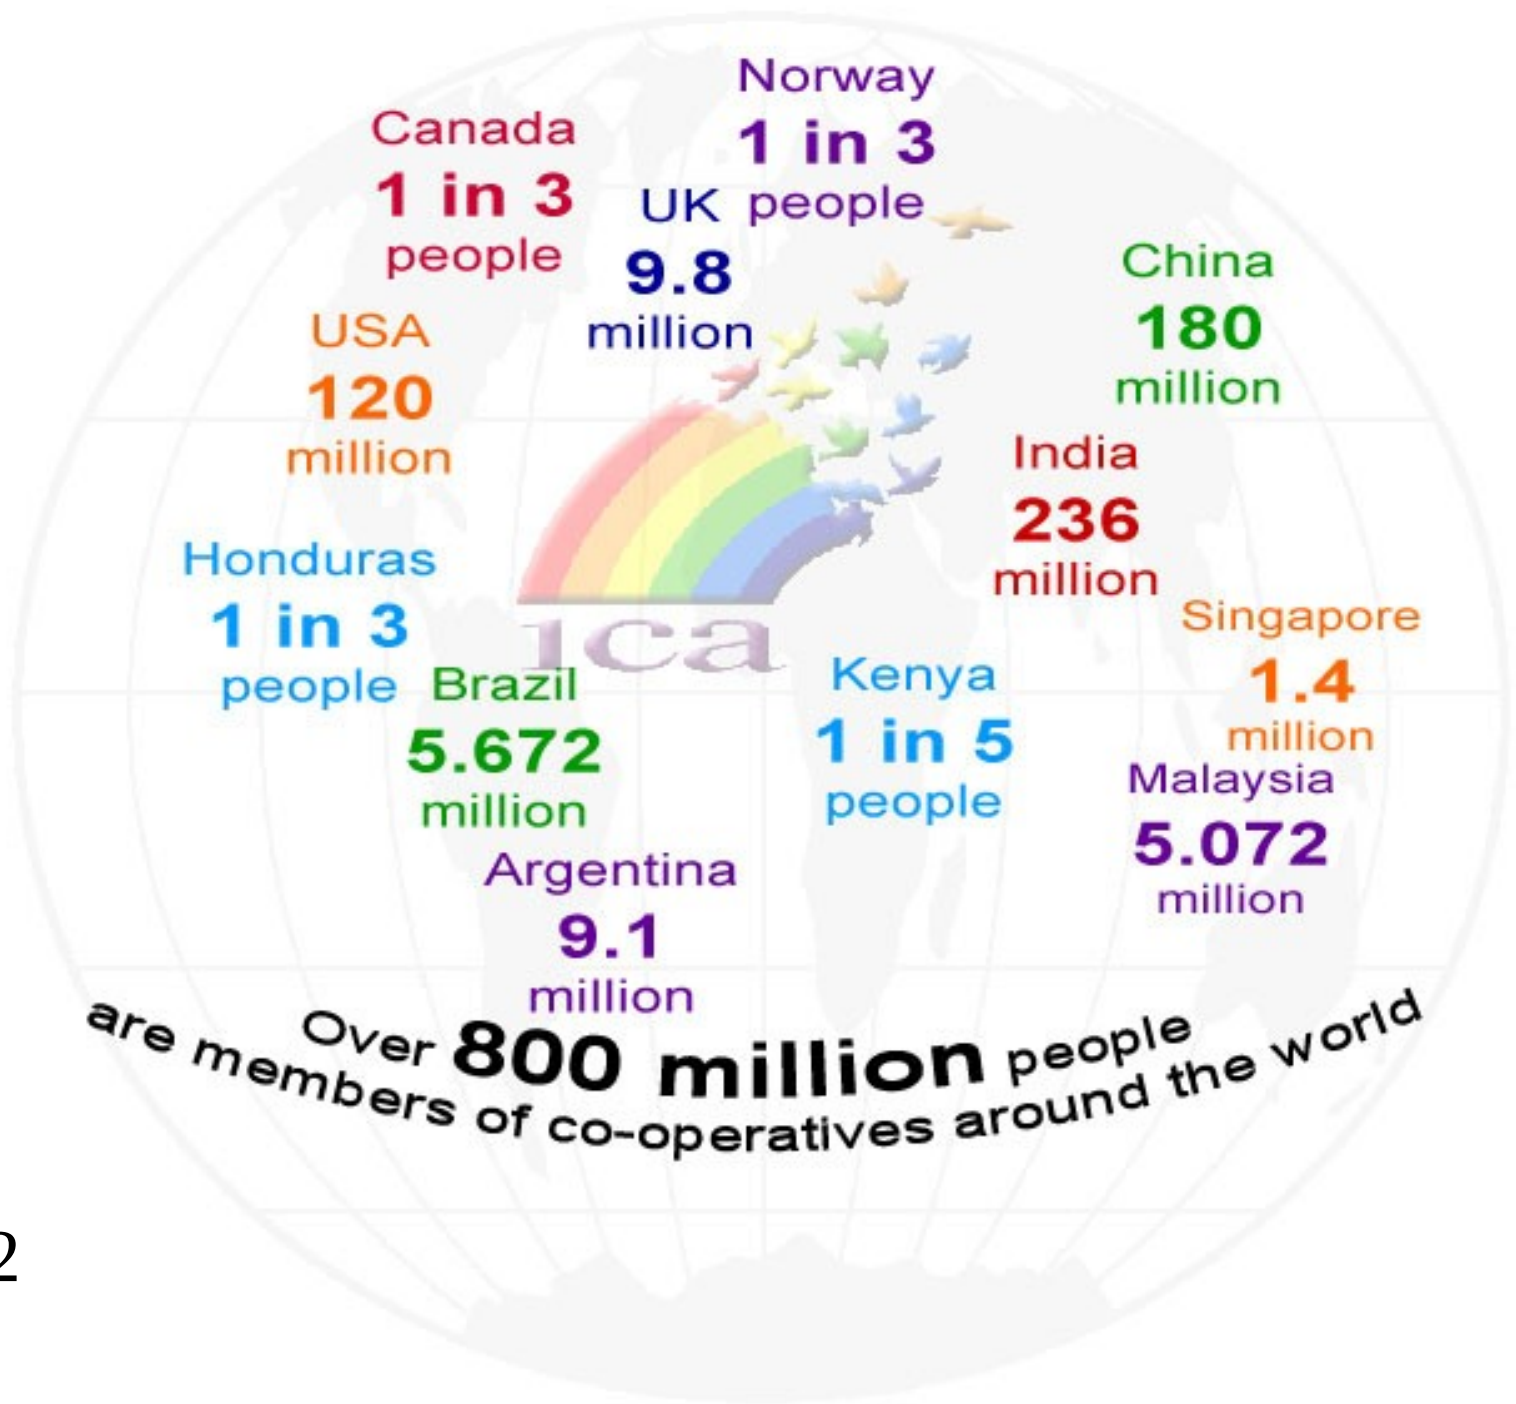 Norway
1 in 3
people
Canada
1 in 3
people
UK
9.8
million
China
180
million
USA
120
million
India
236
million
Honduras
1 in 3
people
Singapore
1.4
million
ica
Brazil
5.672
million
Kenya
1 in 5
people
Malaysia
5.072
million
Argentina
9.1
million
Over 800 million people
are members of co-operatives around the world
2